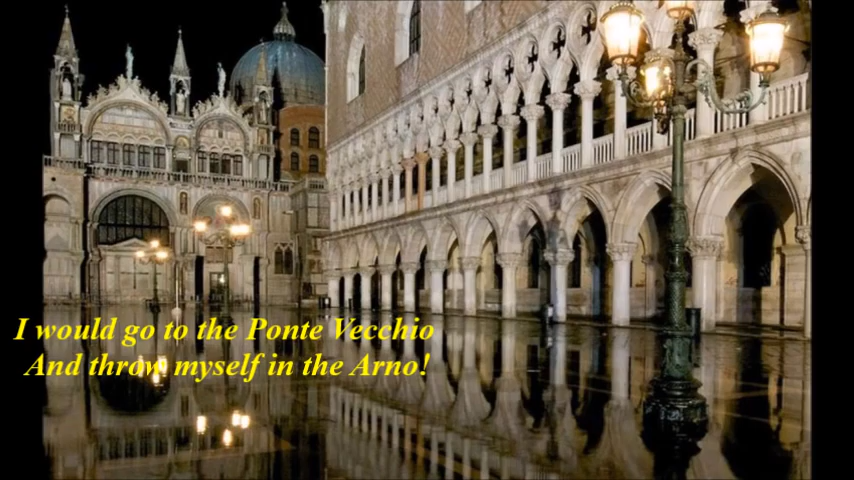 I would go to the Ponte Vecchio
And throw myself in the Arno!